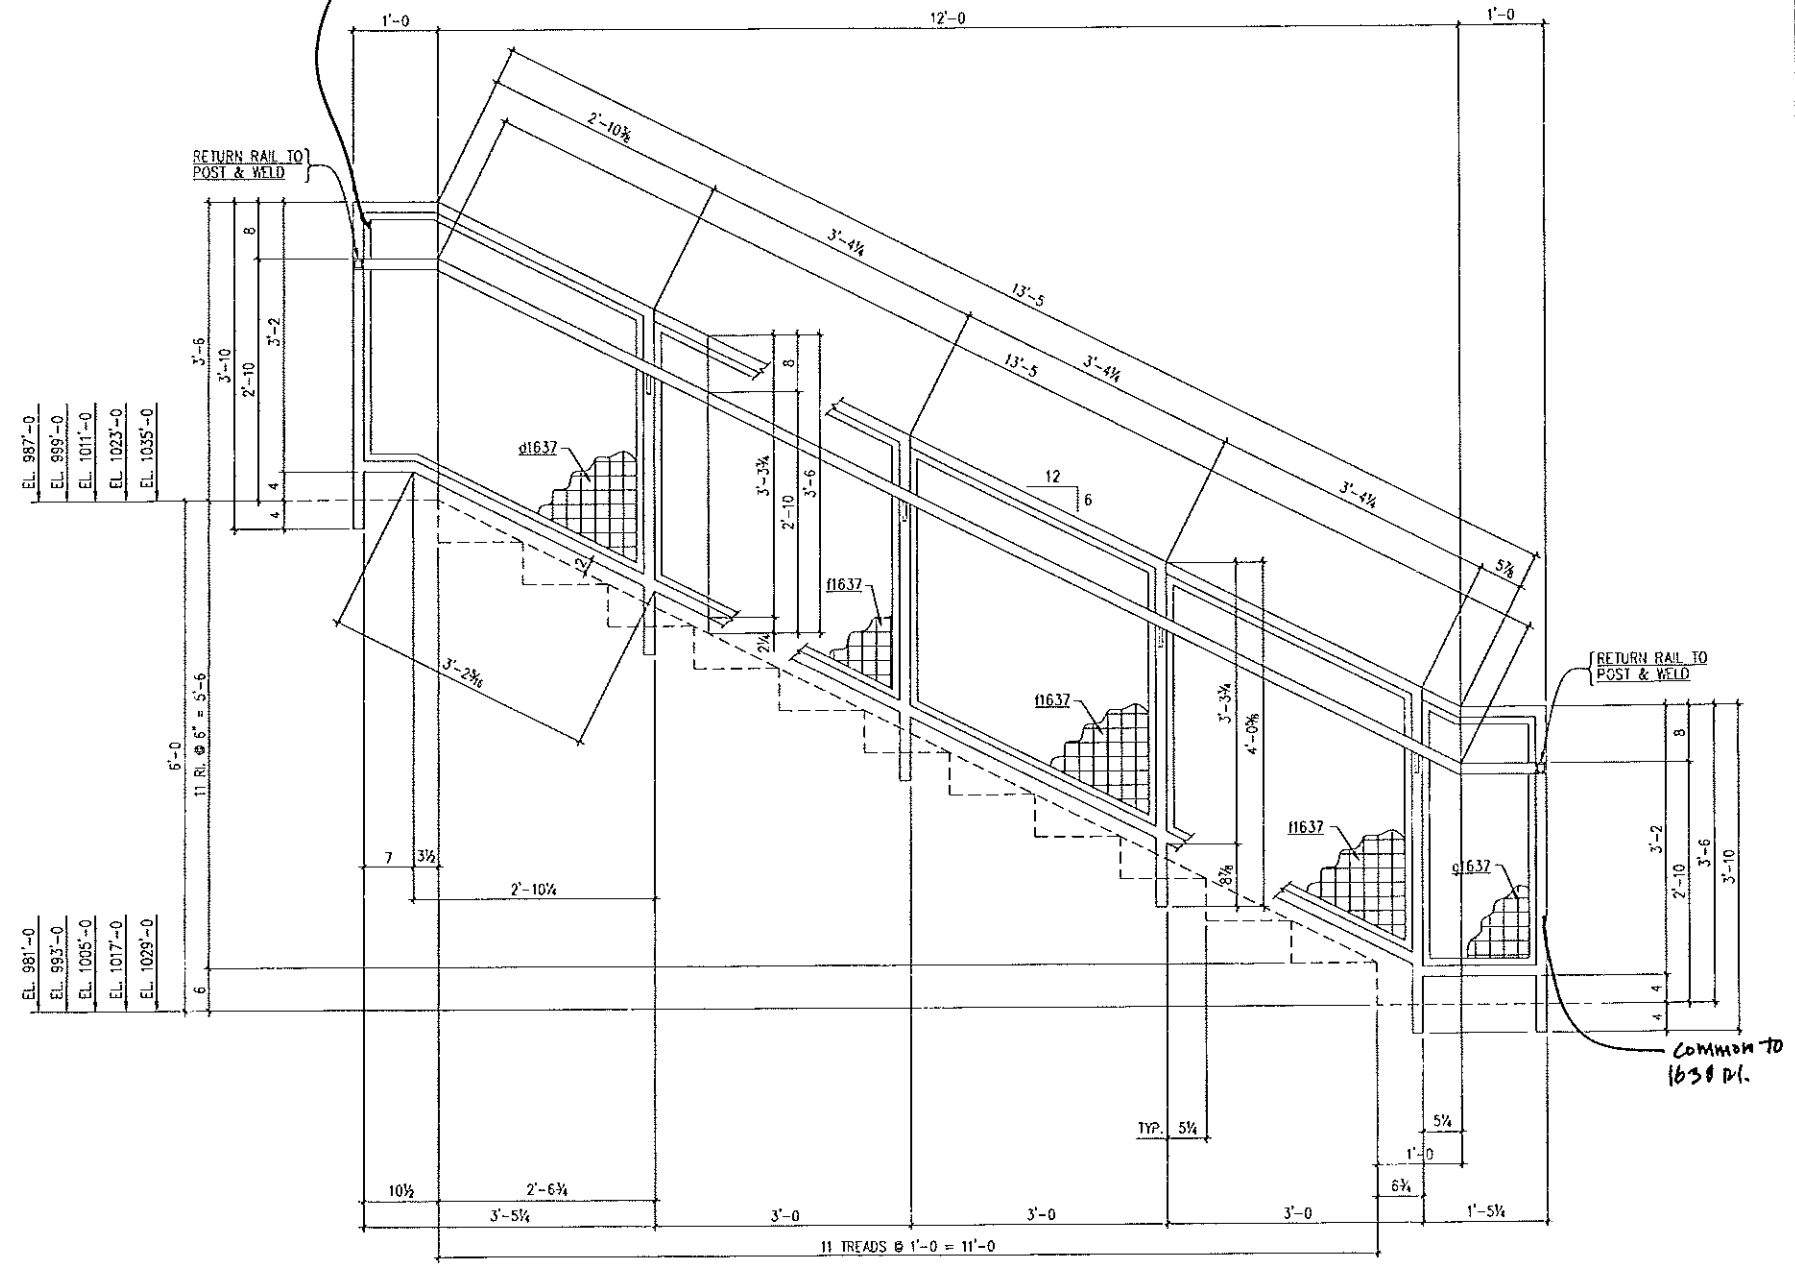 1'-0
12'-0
1'-0
2'-10⅜
3'-4¼
13'-5
3'-4¼
13'-5
3'-4¼
5⅞
RETURN RAIL TO
POST & WELD
8
3'-6
3'-10
2'-10
3'-2
4
4
EL. 987'-0
EL. 999'-0
EL. 1011'-0
EL. 1023'-0
EL. 1035'-0
8
3'-3¾
2'-10
3'-6
2¼
d1637
2
3'-2⁹⁄₁₆
12
6
f1637
f1637
f1637
3'-3¾
4'-0⅝
8⅞
RETURN RAIL TO
POST & WELD
8
3'-2
2'-10
3'-6
3'-10
4
4
6'-0
11 RI. @ 6" = 5'-6
6
EL. 981'-0
EL. 993'-0
EL. 1005'-0
EL. 1017'-0
EL. 1029'-0
7
3½
2'-10¼
common to
TYP.
5¼
5¼
1'-0
6¾
10½
2'-6¾
3'-5¼
3'-0
3'-0
3'-0
1'-5¼
11 TREADS @ 1'-0 = 11'-0